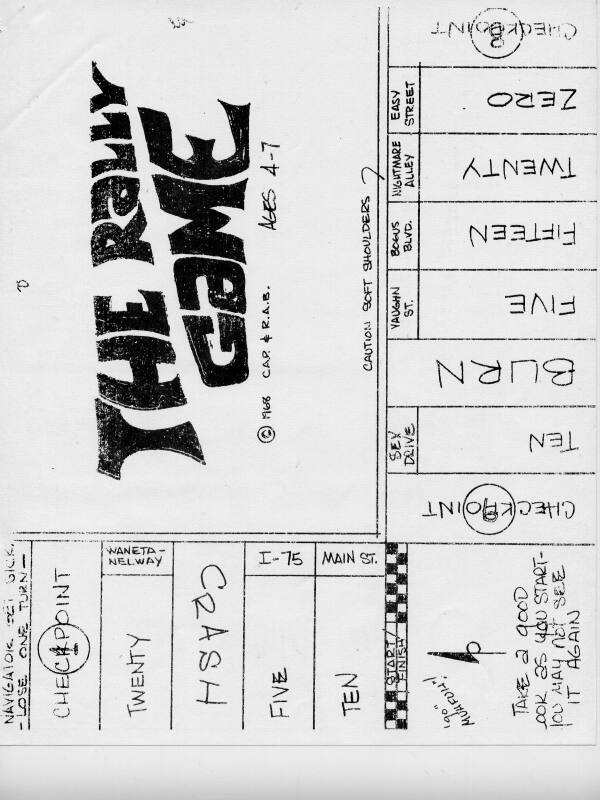 THE RALLY
GAME
© 1968 C.A.P. & R.A.B.
AGES 4-7
CAUTION SOFT SHOULDERS
CHECKPOINT
EASY
STREET
ZERO
NIGHTMARE
ALLEY
TWENTY
BOGUS
BLVD.
FIFTEEN
VAUGHN
ST.
FIVE
BURN
SEX
DRIVE
TEN
CHECKPOINT
START/
FINISH
TAKE A GOOD
LOOK AS YOU START-
YOU MAY NOT SEE
IT AGAIN
MAIN ST.
TEN
I-75
FIVE
CRASH
WANETA-
NELWAY
TWENTY
CHECKPOINT
1
NAVIGATOR GET SICK,
- LOSE ONE TURN -